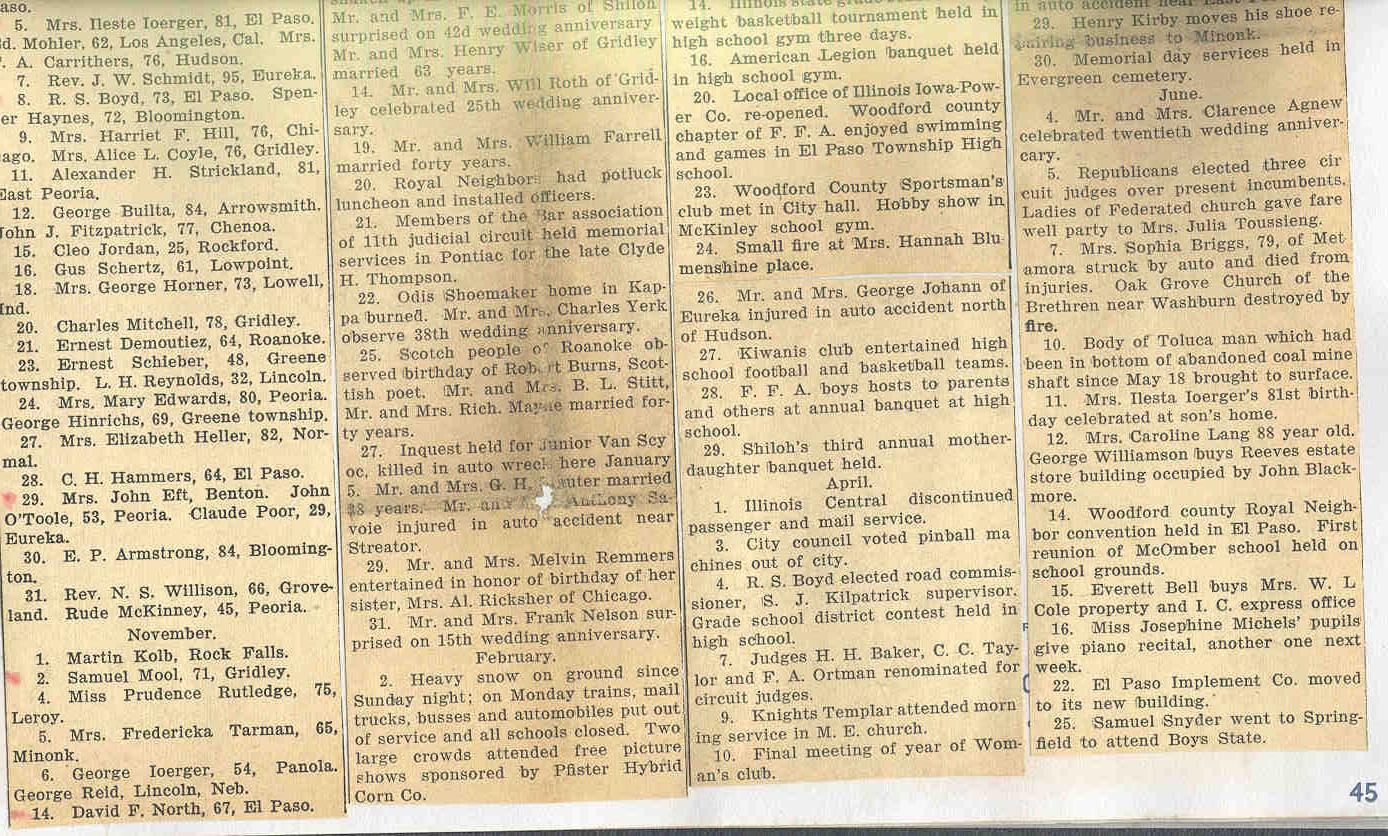 aso.
5. Mrs. Ileste Ioerger, 81, El Paso.
d. Mohler, 62, Los Angeles, Cal. Mrs.
. A. Carrithers, 76, Hudson.
7. Rev. J. W. Schmidt, 95, Eureka.
8. R. S. Boyd, 73, El Paso. Spen-
er Haynes, 72, Bloomington.
9. Mrs. Harriet F. Hill, 76, Chi-
ago. Mrs. Alice L. Coyle, 76, Gridley.
11. Alexander H. Strickland, 81,
East Peoria.
12. George Builta, 84, Arrowsmith.
John J. Fitzpatrick, 77, Chenoa.
15. Cleo Jordan, 25, Rockford.
16. Gus Schertz, 61, Lowpoint.
18. Mrs. George Horner, 73, Lowell,
Ind.
20. Charles Mitchell, 78, Gridley.
21. Ernest Demoutiez, 64, Roanoke.
23. Ernest Schieber, 48, Greene
township. L. H. Reynolds, 32, Lincoln.
24. Mrs. Mary Edwards, 80, Peoria.
George Hinrichs, 69, Greene township.
27. Mrs. Elizabeth Heller, 82, Nor-
mal.
28. C. H. Hammers, 64, El Paso.
29. Mrs. John Eft, Benton. John
O'Toole, 53, Peoria. Claude Poor, 29,
Eureka.
30. E. P. Armstrong, 84, Blooming-
ton.
31. Rev. N. S. Willison, 66, Grove-
land. Rude McKinney, 45, Peoria.
November.
1. Martin Kolb, Rock Falls.
2. Samuel Mool, 71, Gridley.
4. Miss Prudence Rutledge, 75,
Leroy.
5. Mrs. Fredericka Tarman, 65,
Minonk.
6. George Ioerger, 54, Panola.
George Reid, Lincoln, Neb.
14. David F. North, 67, El Paso.
Mr. and Mrs. F. E. Morris of Shiloh
surprised on 42d wedding anniversary
Mr. and Mrs. Henry Wiser of Gridley
married 63 years.
14. Mr. and Mrs. Will Roth of Grid-
ley celebrated 25th wedding anniver-
sary.
19. Mr. and Mrs. William Farrell
married forty years.
20. Royal Neighbors had potluck
luncheon and installed officers.
21. Members of the Bar association
of 11th judicial circuit held memorial
services in Pontiac for the late Clyde
H. Thompson.
22. Odis Shoemaker home in Kap-
pa burned. Mr. and Mrs. Charles Yerk
observe 38th wedding anniversary.
25. Scotch people of Roanoke ob-
served birthday of Robert Burns, Scot-
tish poet. Mr. and Mrs. B. L. Stitt,
Mr. and Mrs. Rich. Mayne married for-
ty years.
27. Inquest held for Junior Van Scy
oc, killed in auto wreck here January
5. Mr. and Mrs. G. H. married
38 years. Mr. Anthony Sa-
voie injured in auto accident near
Streator.
29. Mr. and Mrs. Melvin Remmers
entertained in honor of birthday of her
sister, Mrs. Al. Ricksher of Chicago.
31. Mr. and Mrs. Frank Nelson sur-
prised on 15th wedding anniversary.
February.
2. Heavy snow on ground since
Sunday night; on Monday trains, mail
trucks, busses and automobiles put out
of service and all schools closed. Two
large crowds attended free picture
shows sponsored by Pfister Hybrid
Corn Co.
14. Illinois state
weight basketball tournament held in
high school gym three days.
16. American Legion banquet held
in high school gym.
20. Local office of Illinois Iowa-Pow-
er Co. re-opened. Woodford county
chapter of F. F. A. enjoyed swimming
and games in El Paso Township High
school.
23. Woodford County Sportsman's
club met in City hall. Hobby show in
McKinley school gym.
24. Small fire at Mrs. Hannah Blu
menshine place.
26. Mr. and Mrs. George Johann of
Eureka injured in auto accident north
of Hudson.
27. Kiwanis club entertained high
school football and basketball teams.
28. F. F. A. boys hosts to parents
and others at annual banquet at high
school.
29. Shiloh's third annual mother-
daughter banquet held.
April.
1. Illinois Central discontinued
passenger and mail service.
3. City council voted pinball ma
chines out of city.
4. R. S. Boyd elected road commis-
sioner, S. J. Kilpatrick supervisor.
Grade school district contest held in
high school.
7. Judges H. H. Baker, C. C. Tay-
lor and F. A. Ortman renominated for
circuit judges.
9. Knights Templar attended morn
ing service in M. E. church.
10. Final meeting of year of Wom-
an's club.
in auto accident near East
29. Henry Kirby moves his shoe re-
pairing business to Minonk.
30. Memorial day services held in
Evergreen cemetery.
June.
4. Mr. and Mrs. Clarence Agnew
celebrated twentieth wedding anniver-
cary.
5. Republicans elected three cir
cuit judges over present incumbents.
Ladies of Federated church gave fare
well party to Mrs. Julia Toussieng.
7. Mrs. Sophia Briggs, 79, of Met
amora struck by auto and died from
injuries. Oak Grove Church of the
Brethren near Washburn destroyed by
fire.
10. Body of Toluca man which had
been in bottom of abandoned coal mine
shaft since May 18 brought to surface.
11. Mrs. Ilesta Ioerger's 81st birth-
day celebrated at son's home.
12. Mrs. Caroline Lang 88 year old.
George Williamson buys Reeves estate
store building occupied by John Black-
more.
14. Woodford county Royal Neigh-
bor convention held in El Paso. First
reunion of McOmber school held on
school grounds.
15. Everett Bell buys Mrs. W. L
Cole property and I. C. express office
16. Miss Josephine Michels' pupils
give piano recital, another one next
week.
22. El Paso Implement Co. moved
to its new building.
25. Samuel Snyder went to Spring-
field to attend Boys State.
45